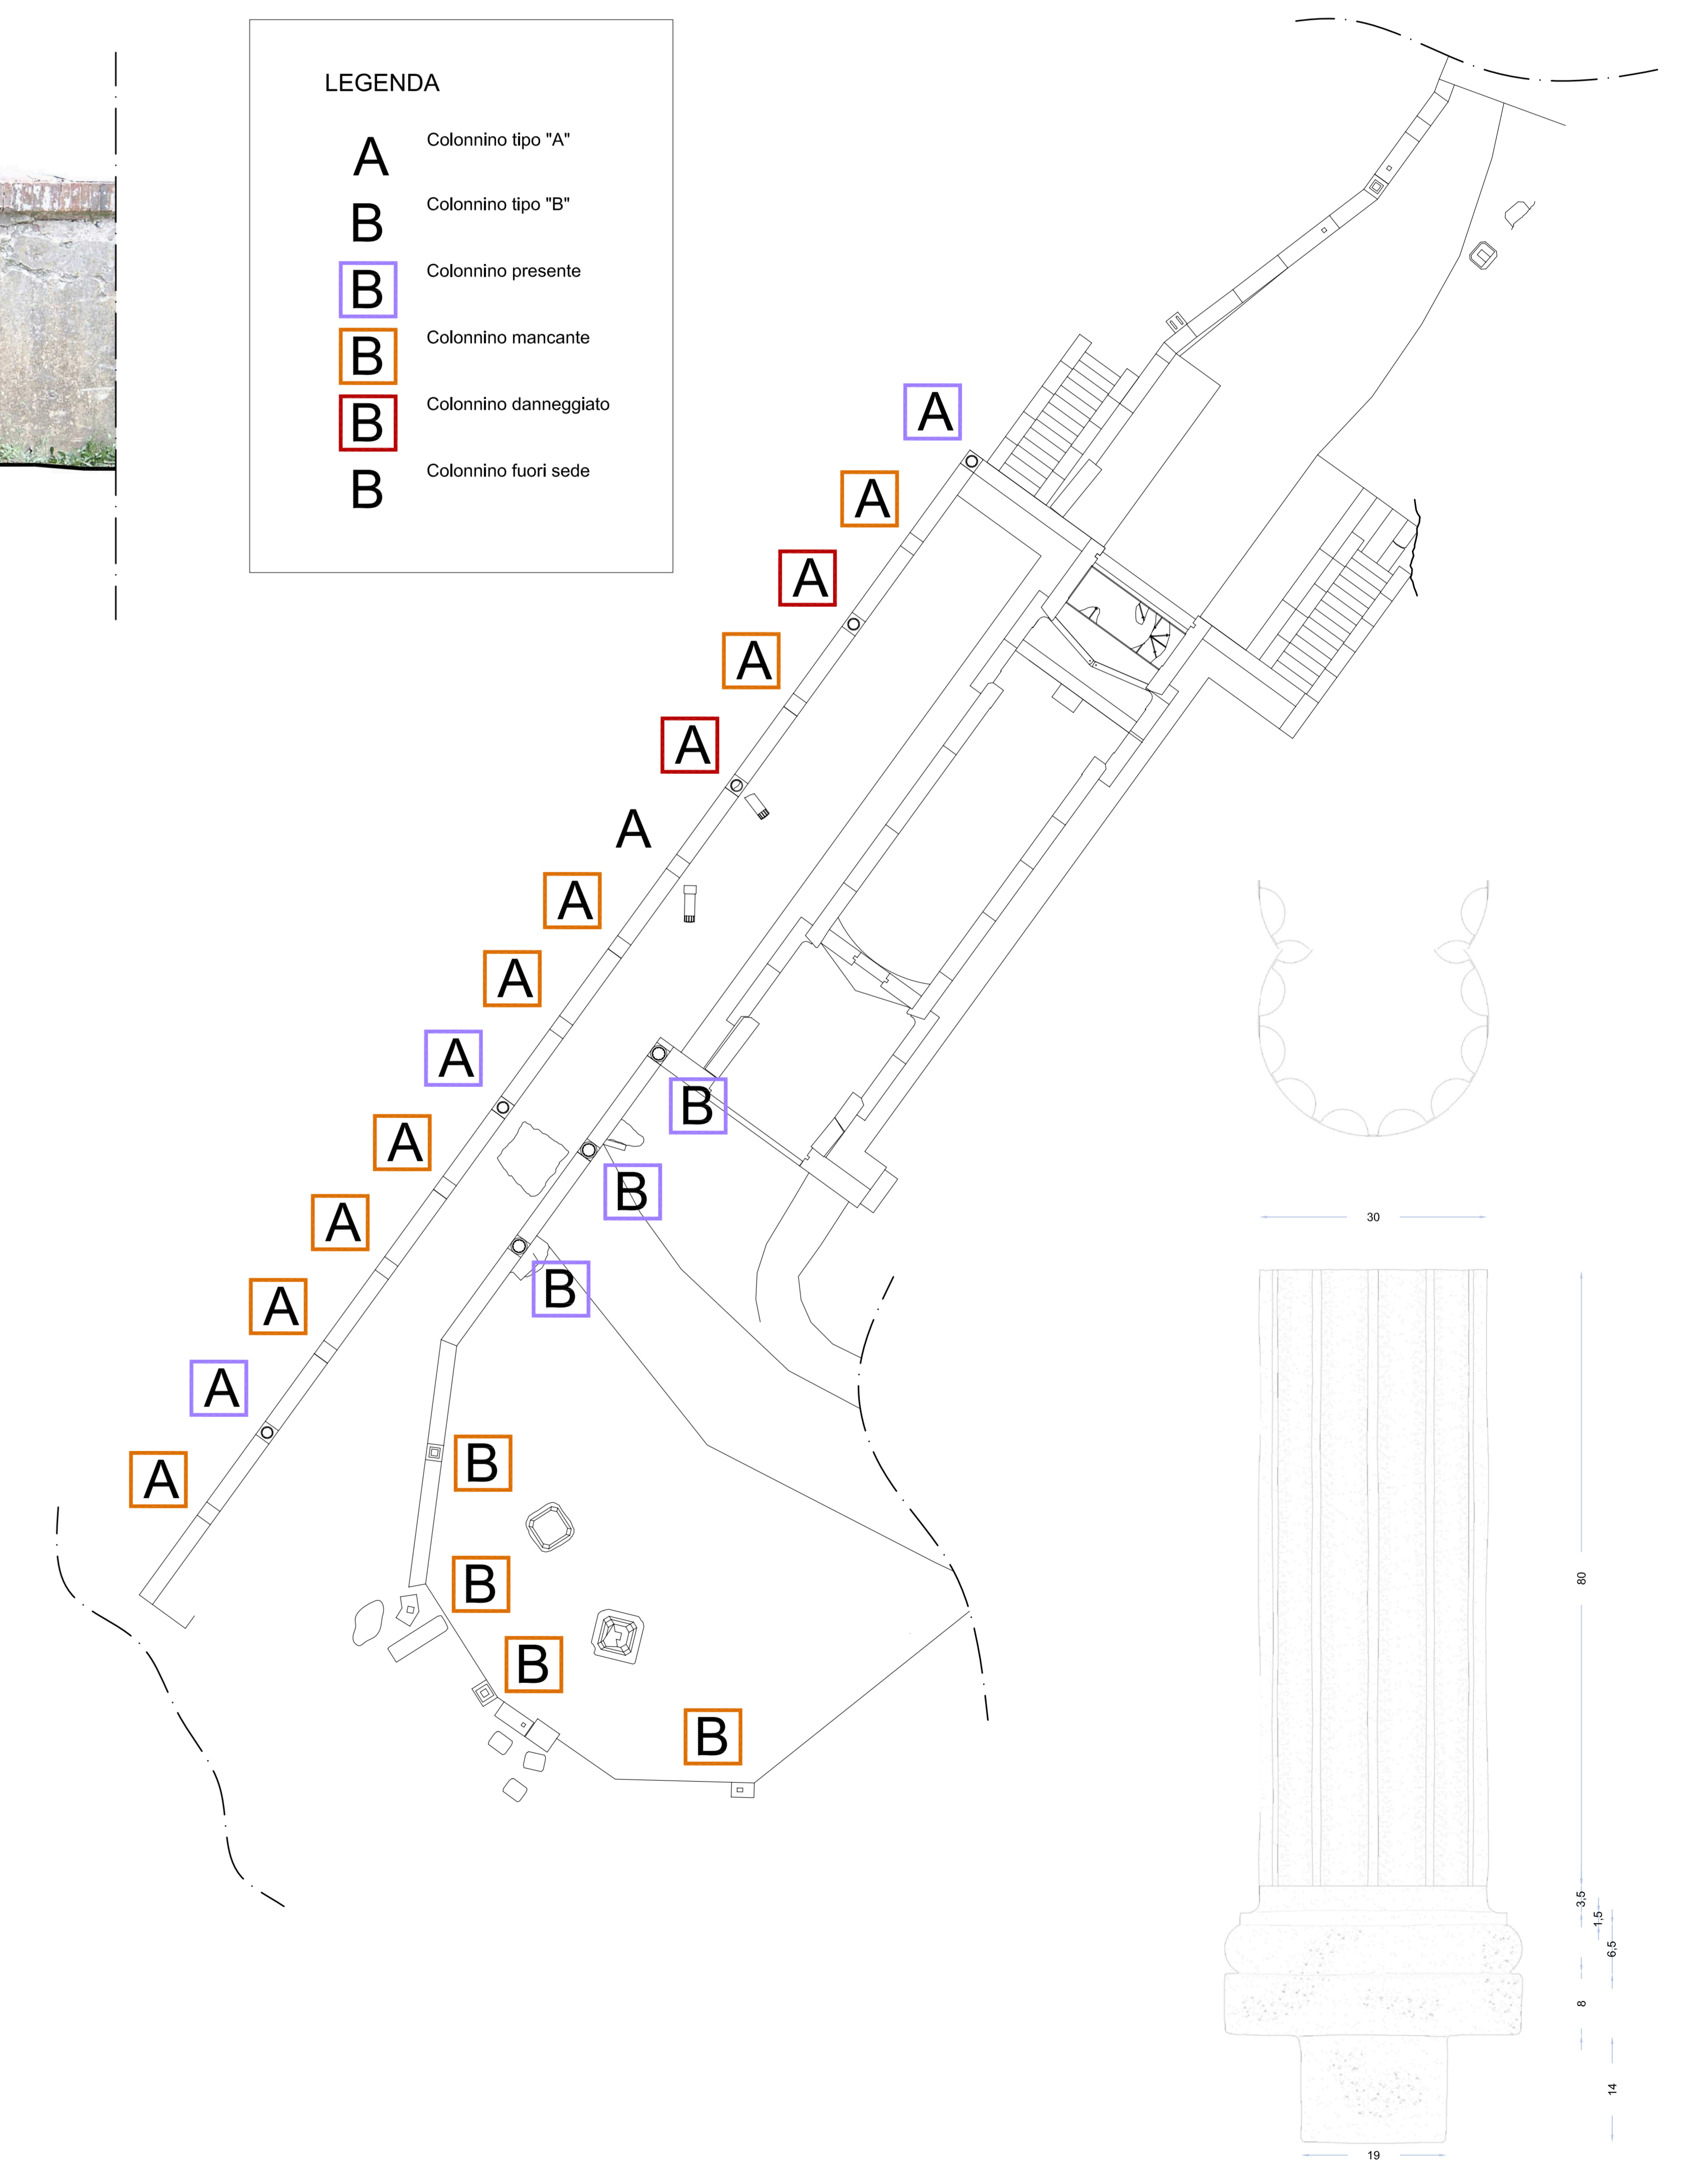 LEGENDA
A Colonnino tipo "A"
B Colonnino tipo "B"
B Colonnino presente
B Colonnino mancante
B Colonnino danneggiato
B Colonnino fuori sede
A
A
A
A
A
A
A
A
A
A
A
A
A
A
B
B
B
B
B
B
B
30
80
3,5
1,5
6,5
8
14
19